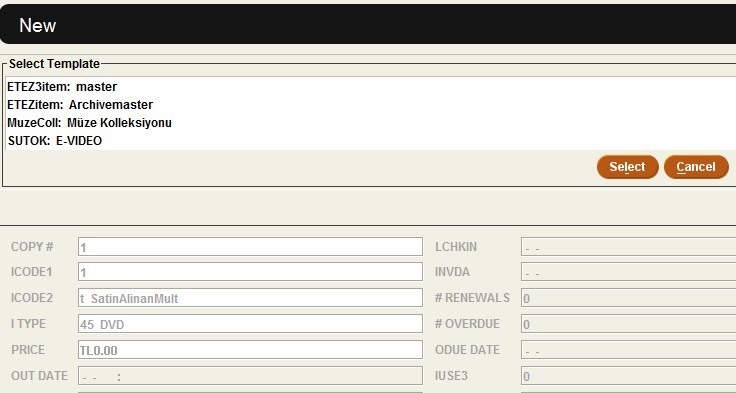 New
Select Template
ETEZ3item: master
ETEZitem: Archivemaster
MuzeColl: Müze Kolleksiyonu
SUTOK: E-VIDEO
Select Cancel
COPY # 1 LCHKIN - -
ICODE1 1 INVDA - -
ICODE2 t SatinAlinanMult # RENEWALS 0
I TYPE 45 DVD # OVERDUE 0
PRICE TL0.00 ODUE DATE - -
OUT DATE - - : IUSE3 0